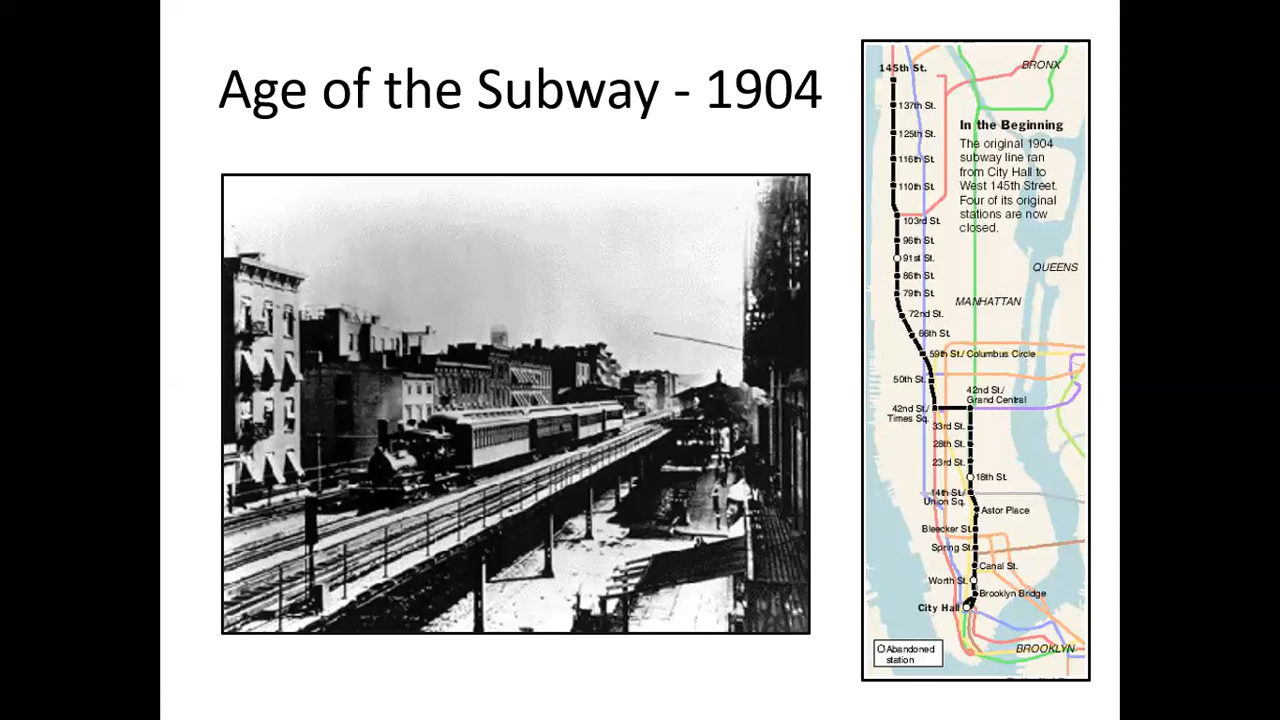 Age of the Subway - 1904
145th St.
BRONX
137th St.
In the Beginning
The original 1904
subway line ran
from City Hall to
West 145th Street.
Four of its original
stations are now
closed.
125th St.
116th St.
110th St.
103rd St.
96th St.
91st St.
86th St.
79th St.
72nd St.
66th St.
59th St./ Columbus Circle
50th St.
QUEENS
MANHATTAN
42nd St./
Grand Central
42nd St./
Times Sq.
33rd St.
28th St.
23rd St.
18th St.
14th St./
Union Sq.
Astor Place
Bleecker St.
Spring St.
Canal St.
Worth St.
Brooklyn Bridge
City Hall
Abandoned
station
BROOKLYN